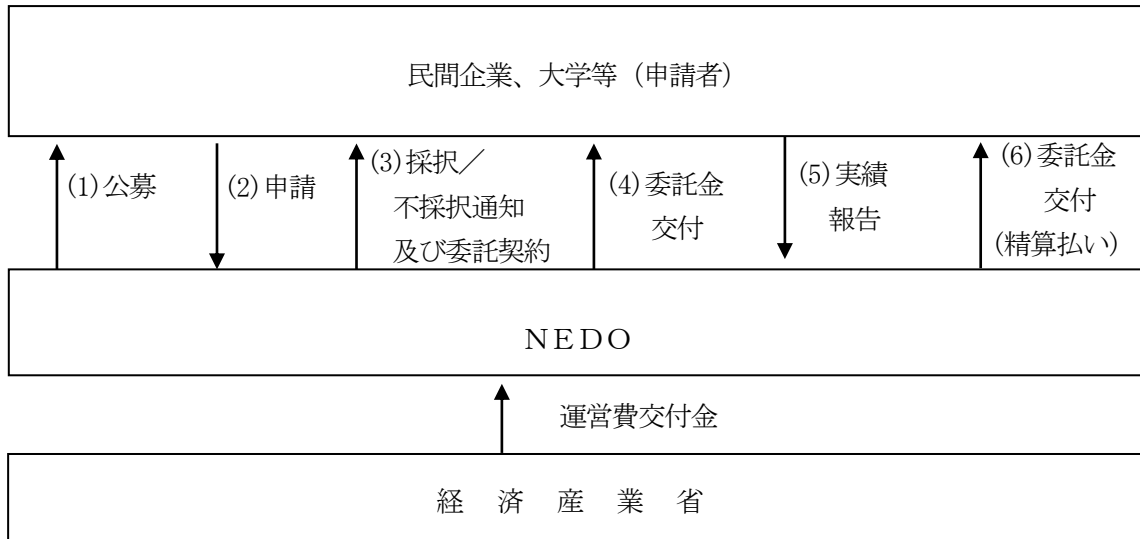 民間企業、大学等（申請者）
(1)公募
(2)申請
(3)採択／
不採択通知
及び委託契約
(4)委託金
交付
(5)実績
報告
(6)委託金
交付
(精算払い)
ＮＥＤＯ
運営費交付金
経　済　産　業　省